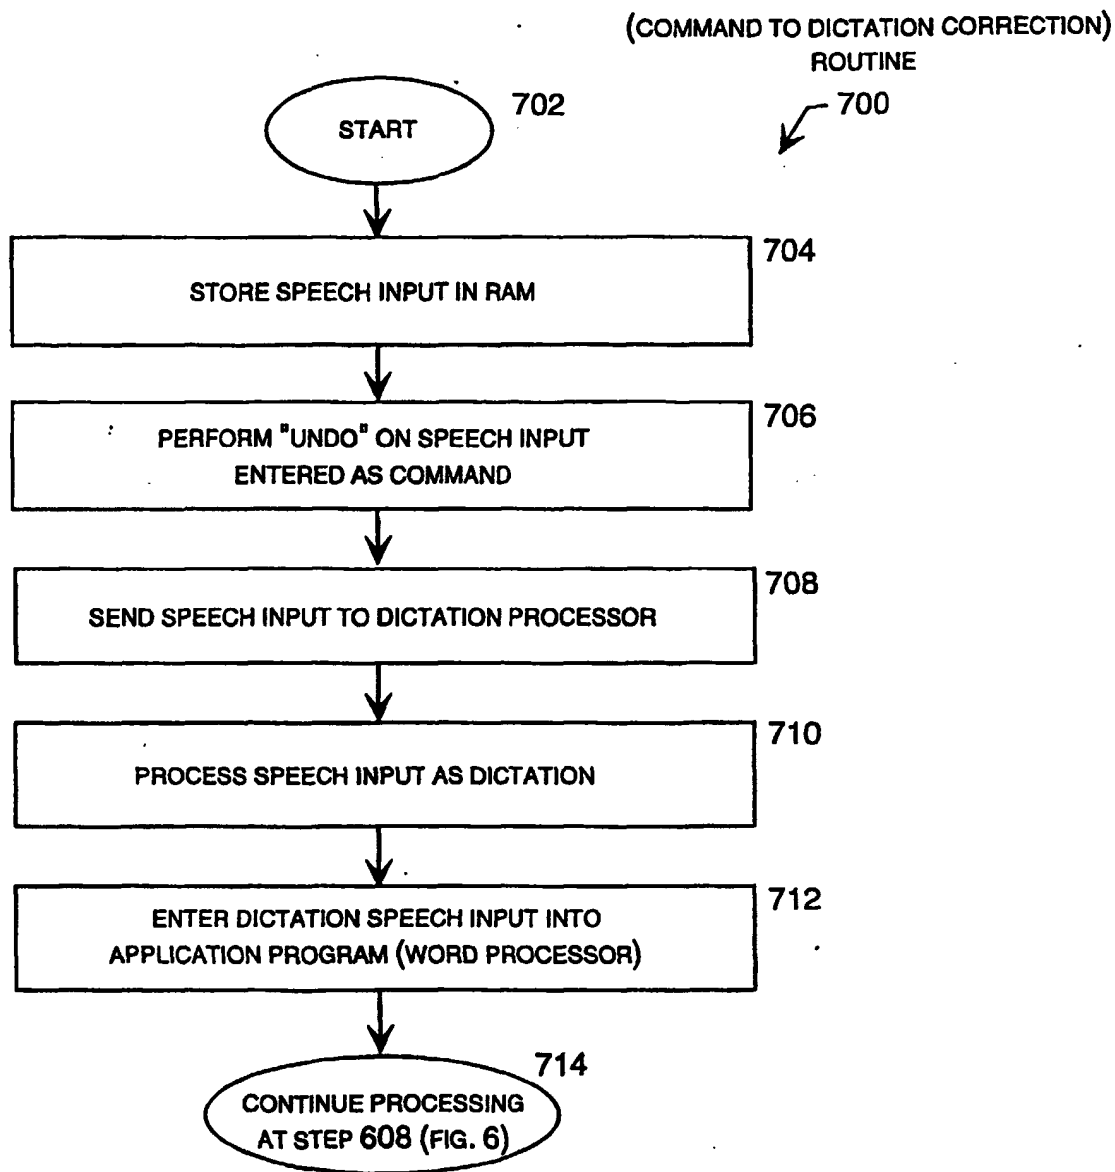 (COMMAND TO DICTATION CORRECTION)
ROUTINE
700
702
START
704
STORE SPEECH INPUT IN RAM
706
PERFORM "UNDO" ON SPEECH INPUT
ENTERED AS COMMAND
708
SEND SPEECH INPUT TO DICTATION PROCESSOR
710
PROCESS SPEECH INPUT AS DICTATION
712
ENTER DICTATION SPEECH INPUT INTO
APPLICATION PROGRAM (WORD PROCESSOR)
714
CONTINUE PROCESSING
AT STEP 608 (FIG. 6)